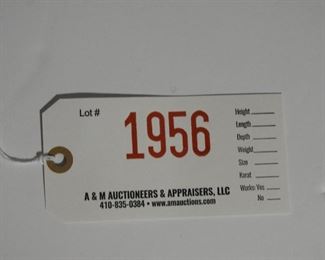 Lot #
1956
Height
Length
Depth
Weight
Size
Karat
Works: Yes
No
A & M AUCTIONEERS & APPRAISERS, LLC
410-835-0384 • www.amauctions.com